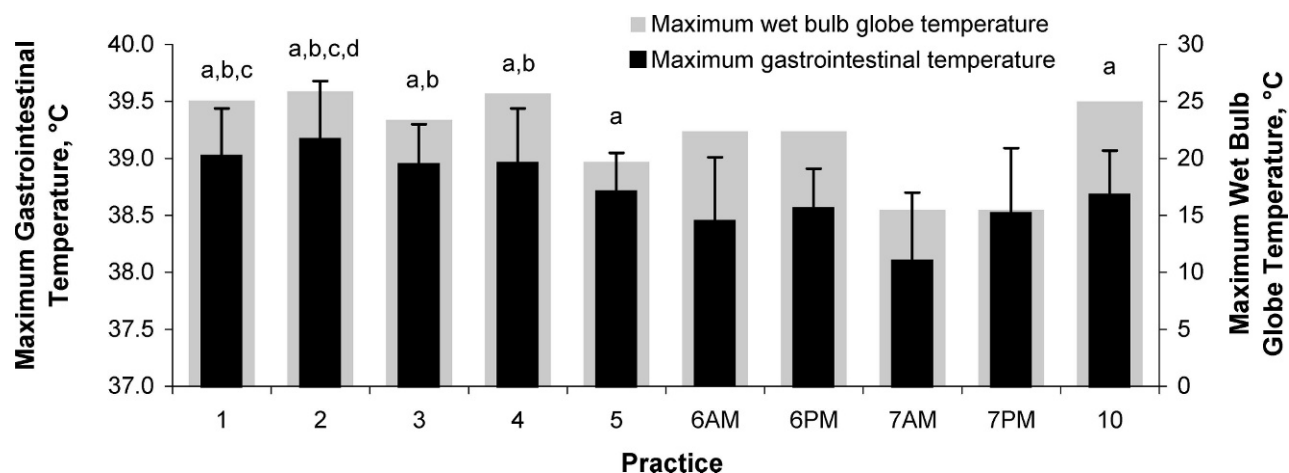 Maximum Gastrointestinal
Temperature, °C
40.0
39.5
39.0
38.5
38.0
37.5
37.0
a,b,c
a,b,c,d
a,b
a,b
a
a
Maximum wet bulb globe temperature
Maximum gastrointestinal temperature
30
25
20
15
10
5
0
Maximum Wet Bulb
Globe Temperature, °C
1 2 3 4 5 6AM 6PM 7AM 7PM 10
Practice